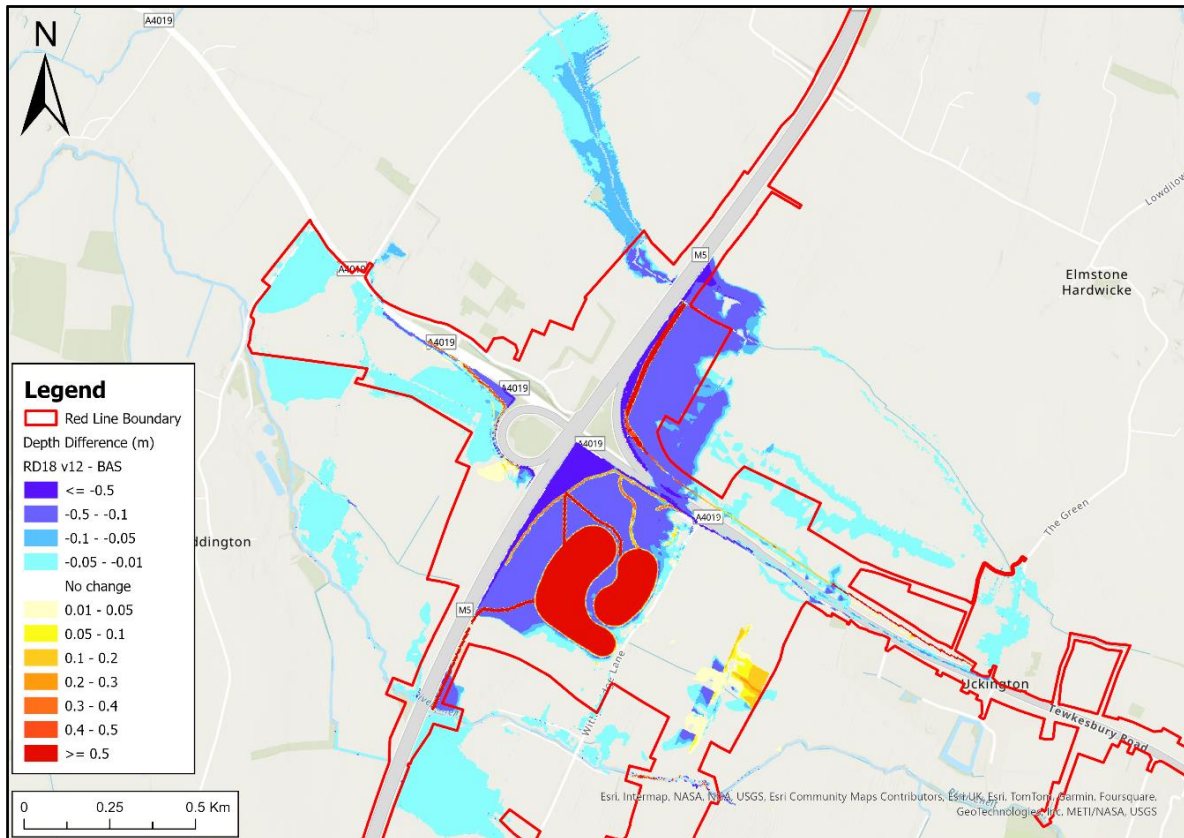 A4019
N
M5
Elmstone
Hardwicke
Lowdilow
A4019
A4019
A4019
A4019
A4019
The Green
M5
ddington
Uckington
Tewkesbury Road
Lane
Legend
Red Line Boundary
Depth Difference (m)
RD18 v12 - BAS
<= -0.5
-0.5 - -0.1
-0.1 - -0.05
-0.05 - -0.01
No change
0.01 - 0.05
0.05 - 0.1
0.1 - 0.2
0.2 - 0.3
0.3 - 0.4
0.4 - 0.5
>= 0.5
0 0.25 0.5 Km
Esri, Intermap, NASA, NGA, USGS, Esri Community Maps Contributors, Esri UK, Esri, TomTom, Garmin, Foursquare,
GeoTechnologies, Inc, METI/NASA, USGS